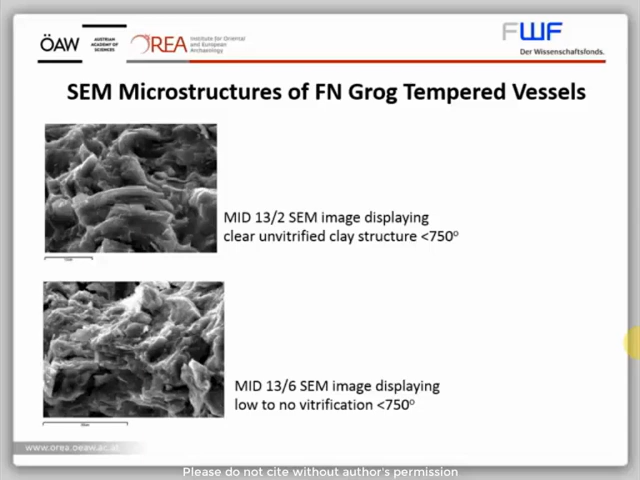 ÖAW
AUSTRIAN
ACADEMY OF
SCIENCES
OREA
Institute for Oriental
and European
Archaeology
FWF
Der Wissenschaftsfonds.
SEM Microstructures of FN Grog Tempered Vessels
MID 13/2 SEM image displaying
clear unvitrified clay structure <750°
MID 13/6 SEM image displaying
low to no vitrification <750°
www.orea.oeaw.ac.at
Please do not cite without author's permission